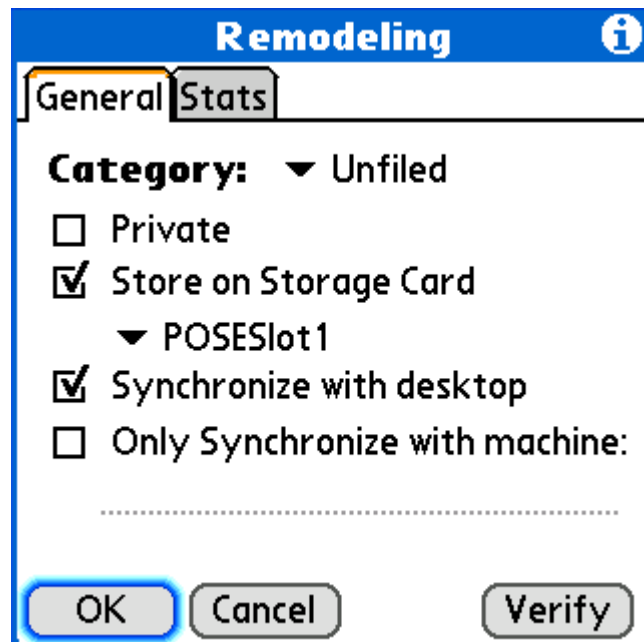 Remodeling
General Stats
Category: Unfiled
Private
Store on Storage Card
POSESlot1
Synchronize with desktop
Only Synchronize with machine:
OK Cancel Verify